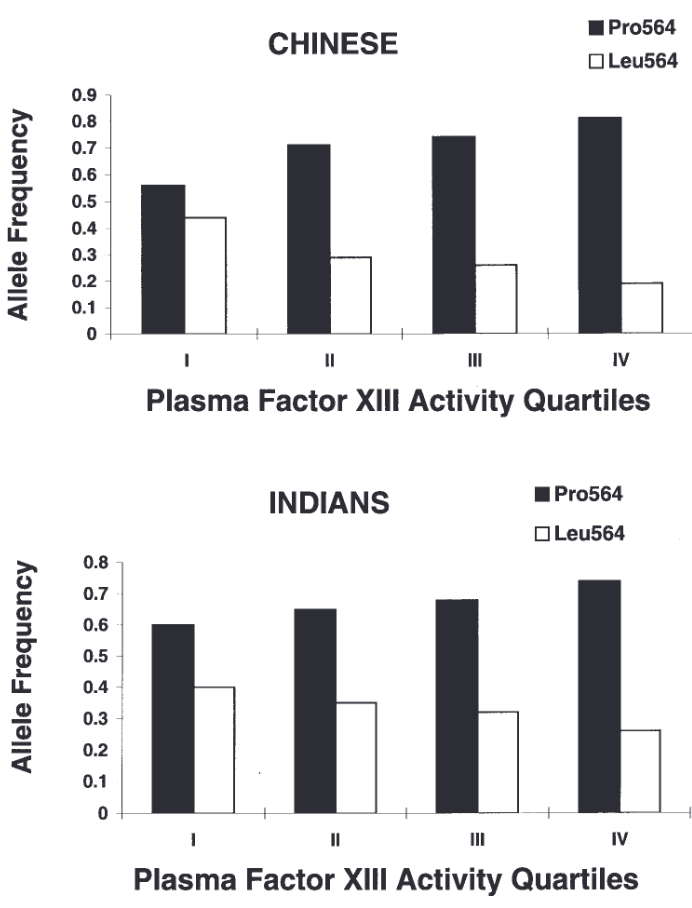 CHINESE
Pro564
Leu564
Allele Frequency
0.9
0.8
0.7
0.6
0.5
0.4
0.3
0.2
0.1
0
I II III IV
Plasma Factor XIII Activity Quartiles
INDIANS
Pro564
Leu564
Allele Frequency
0.8
0.7
0.6
0.5
0.4
0.3
0.2
0.1
0
I II III IV
Plasma Factor XIII Activity Quartiles